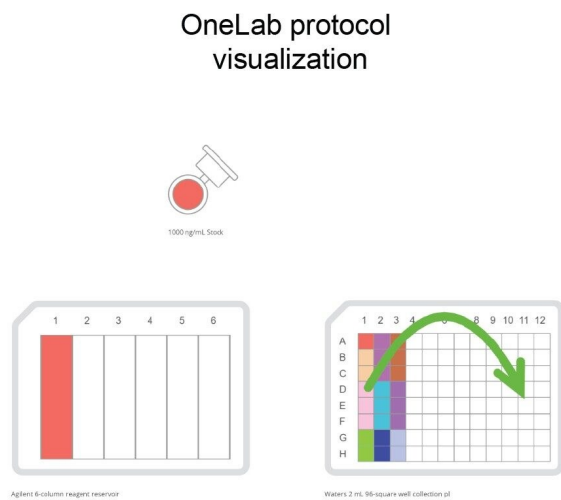 OneLab protocol
visualization
1000 ng/mL Stock
1 2 3 4 5 6
1 2 3 4 8 9 10 11 12
A
B
C
D
E
F
G
H
Agilent 6-column reagent reservoir
Waters 2 mL 96-square well collection pl